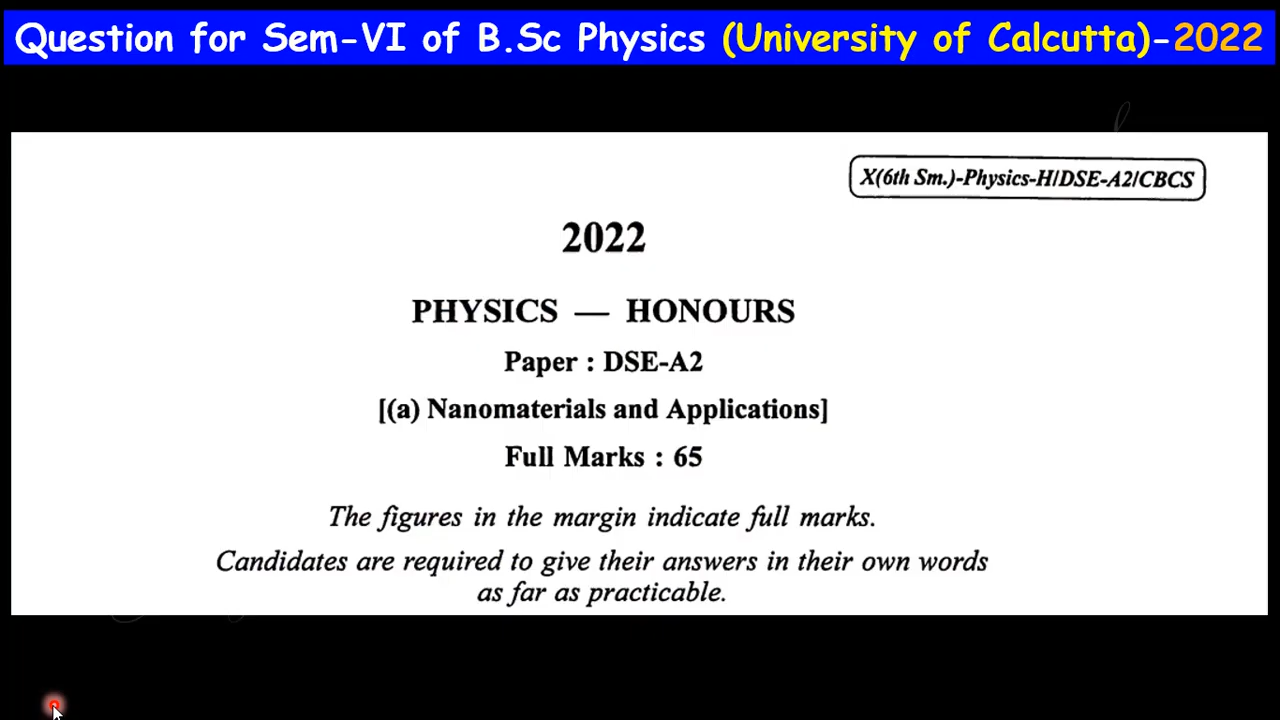 Question for Sem-VI of B.Sc Physics (University of Calcutta)-2022
X(6th Sm.)-Physics-H/DSE-A2/CBCS
2022
PHYSICS — HONOURS
Paper : DSE-A2
[(a) Nanomaterials and Applications]
Full Marks : 65
The figures in the margin indicate full marks.
Candidates are required to give their answers in their own words
as far as practicable.